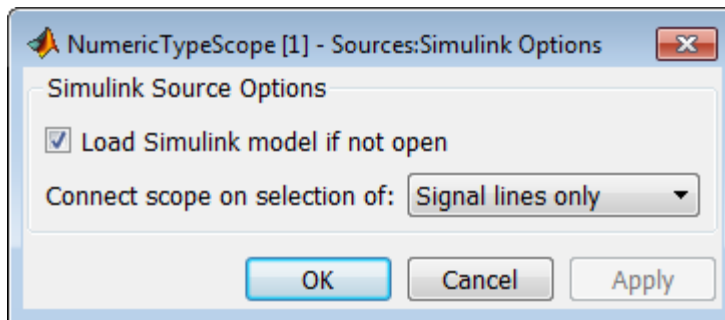 NumericTypeScope [1] - Sources:Simulink Options
Simulink Source Options
Load Simulink model if not open
Connect scope on selection of: Signal lines only
OK Cancel Apply